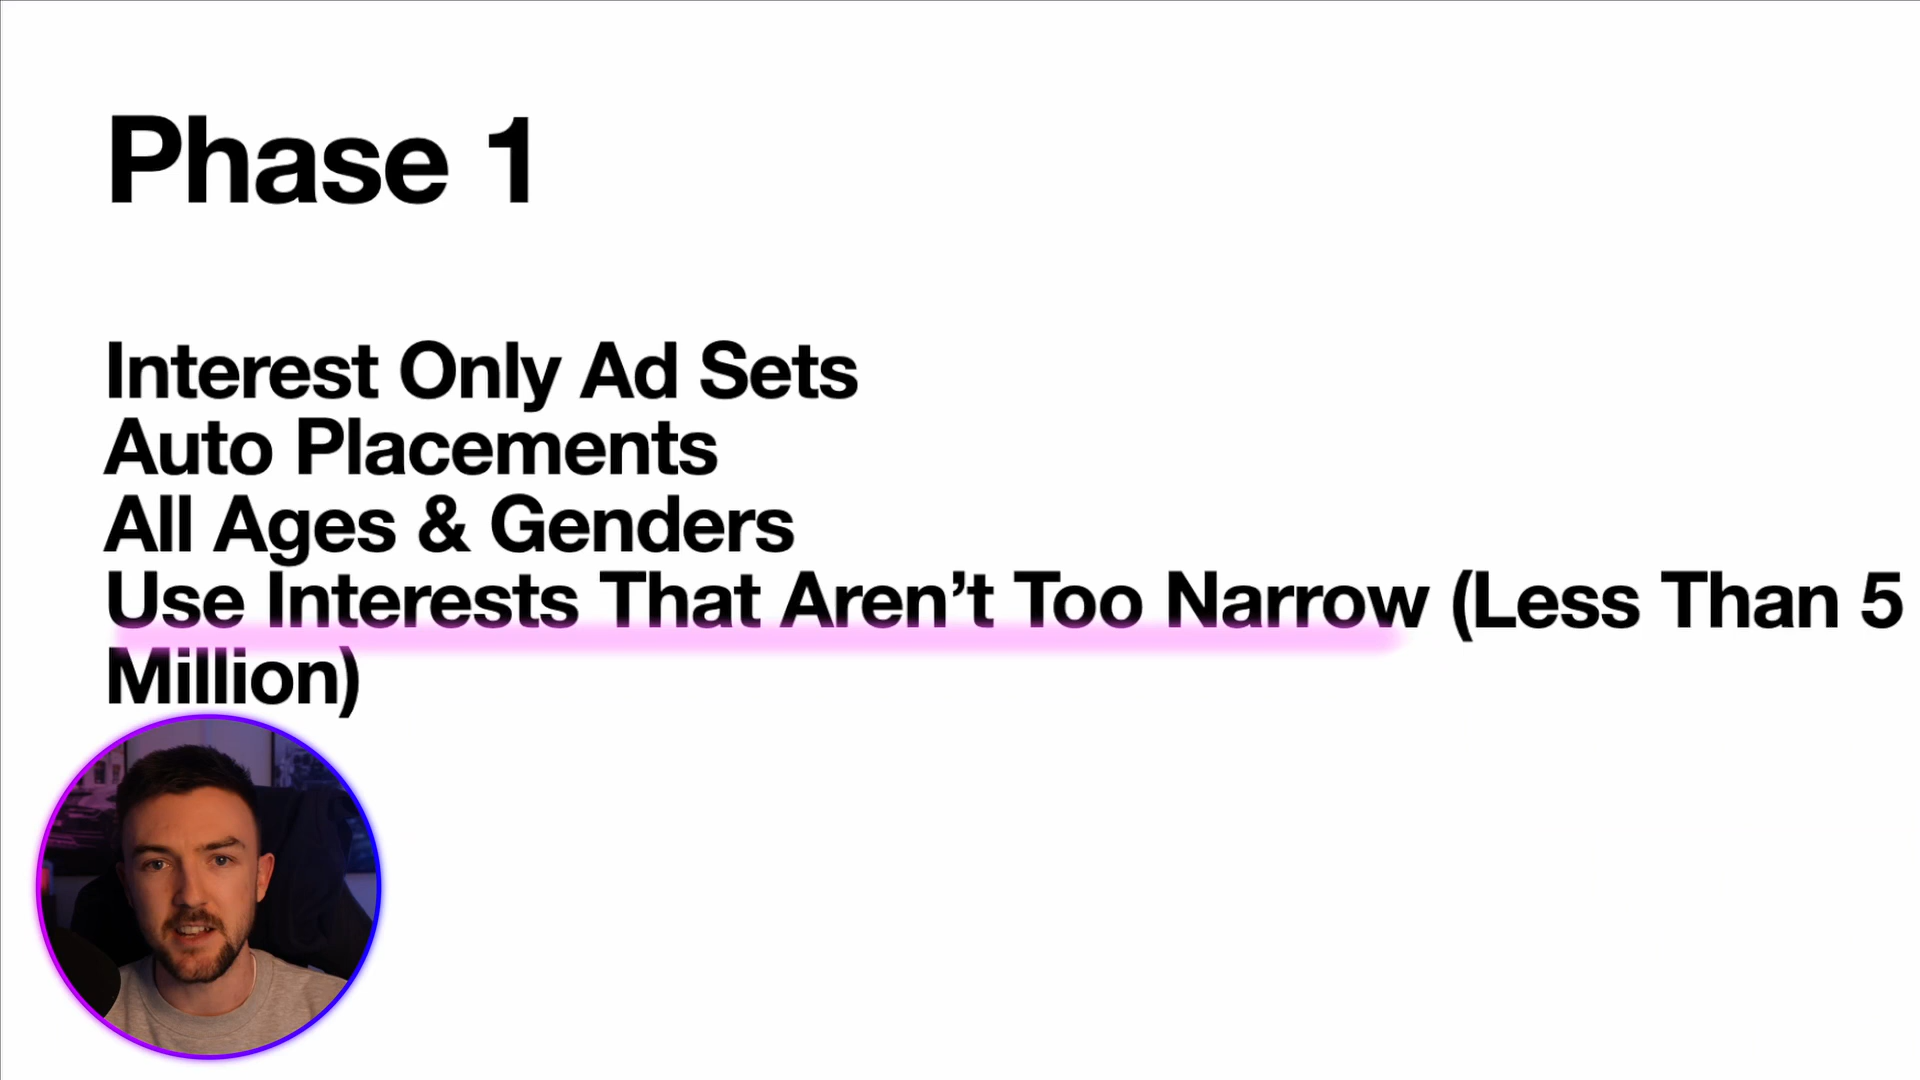 Phase 1
Interest Only Ad Sets
Auto Placements
All Ages & Genders
Use Interests That Aren’t Too Narrow (Less Than 5
Million)